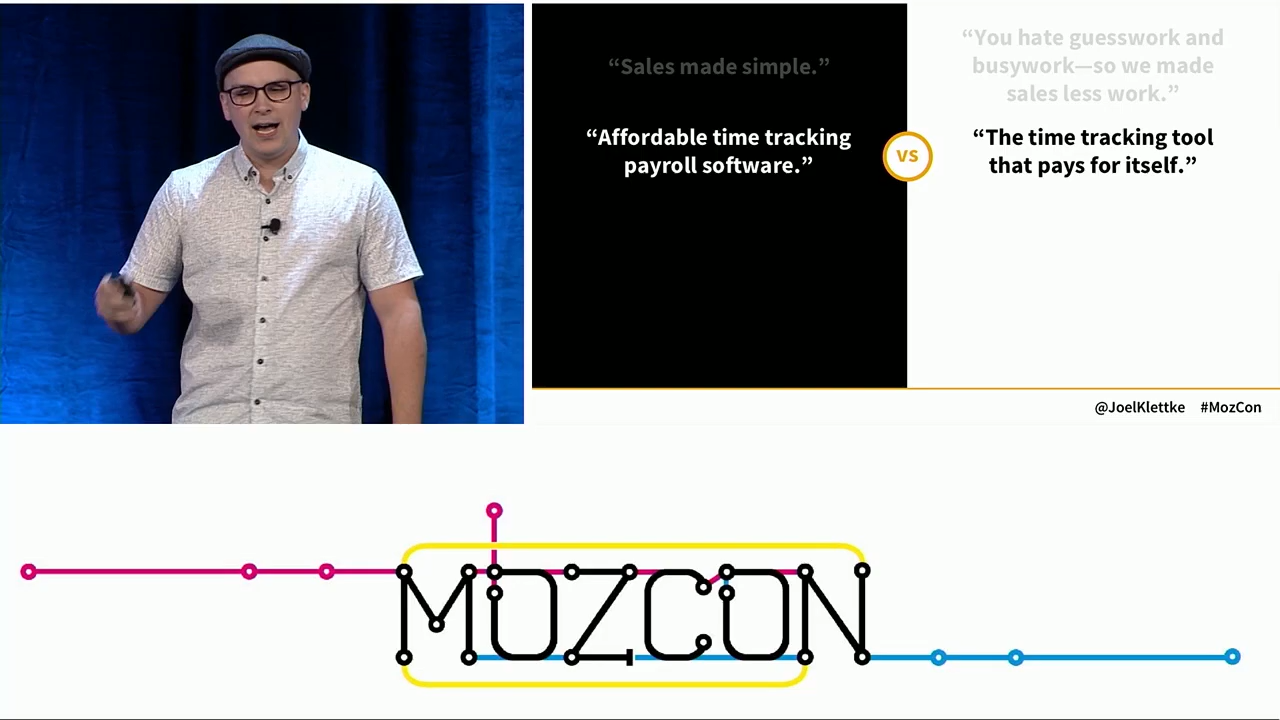 “Sales made simple.”
“Affordable time tracking
payroll software.”
vs
“You hate guesswork and
busywork—so we made
sales less work.”
“The time tracking tool
that pays for itself.”
@JoelKlettke #MozCon
MOZCON